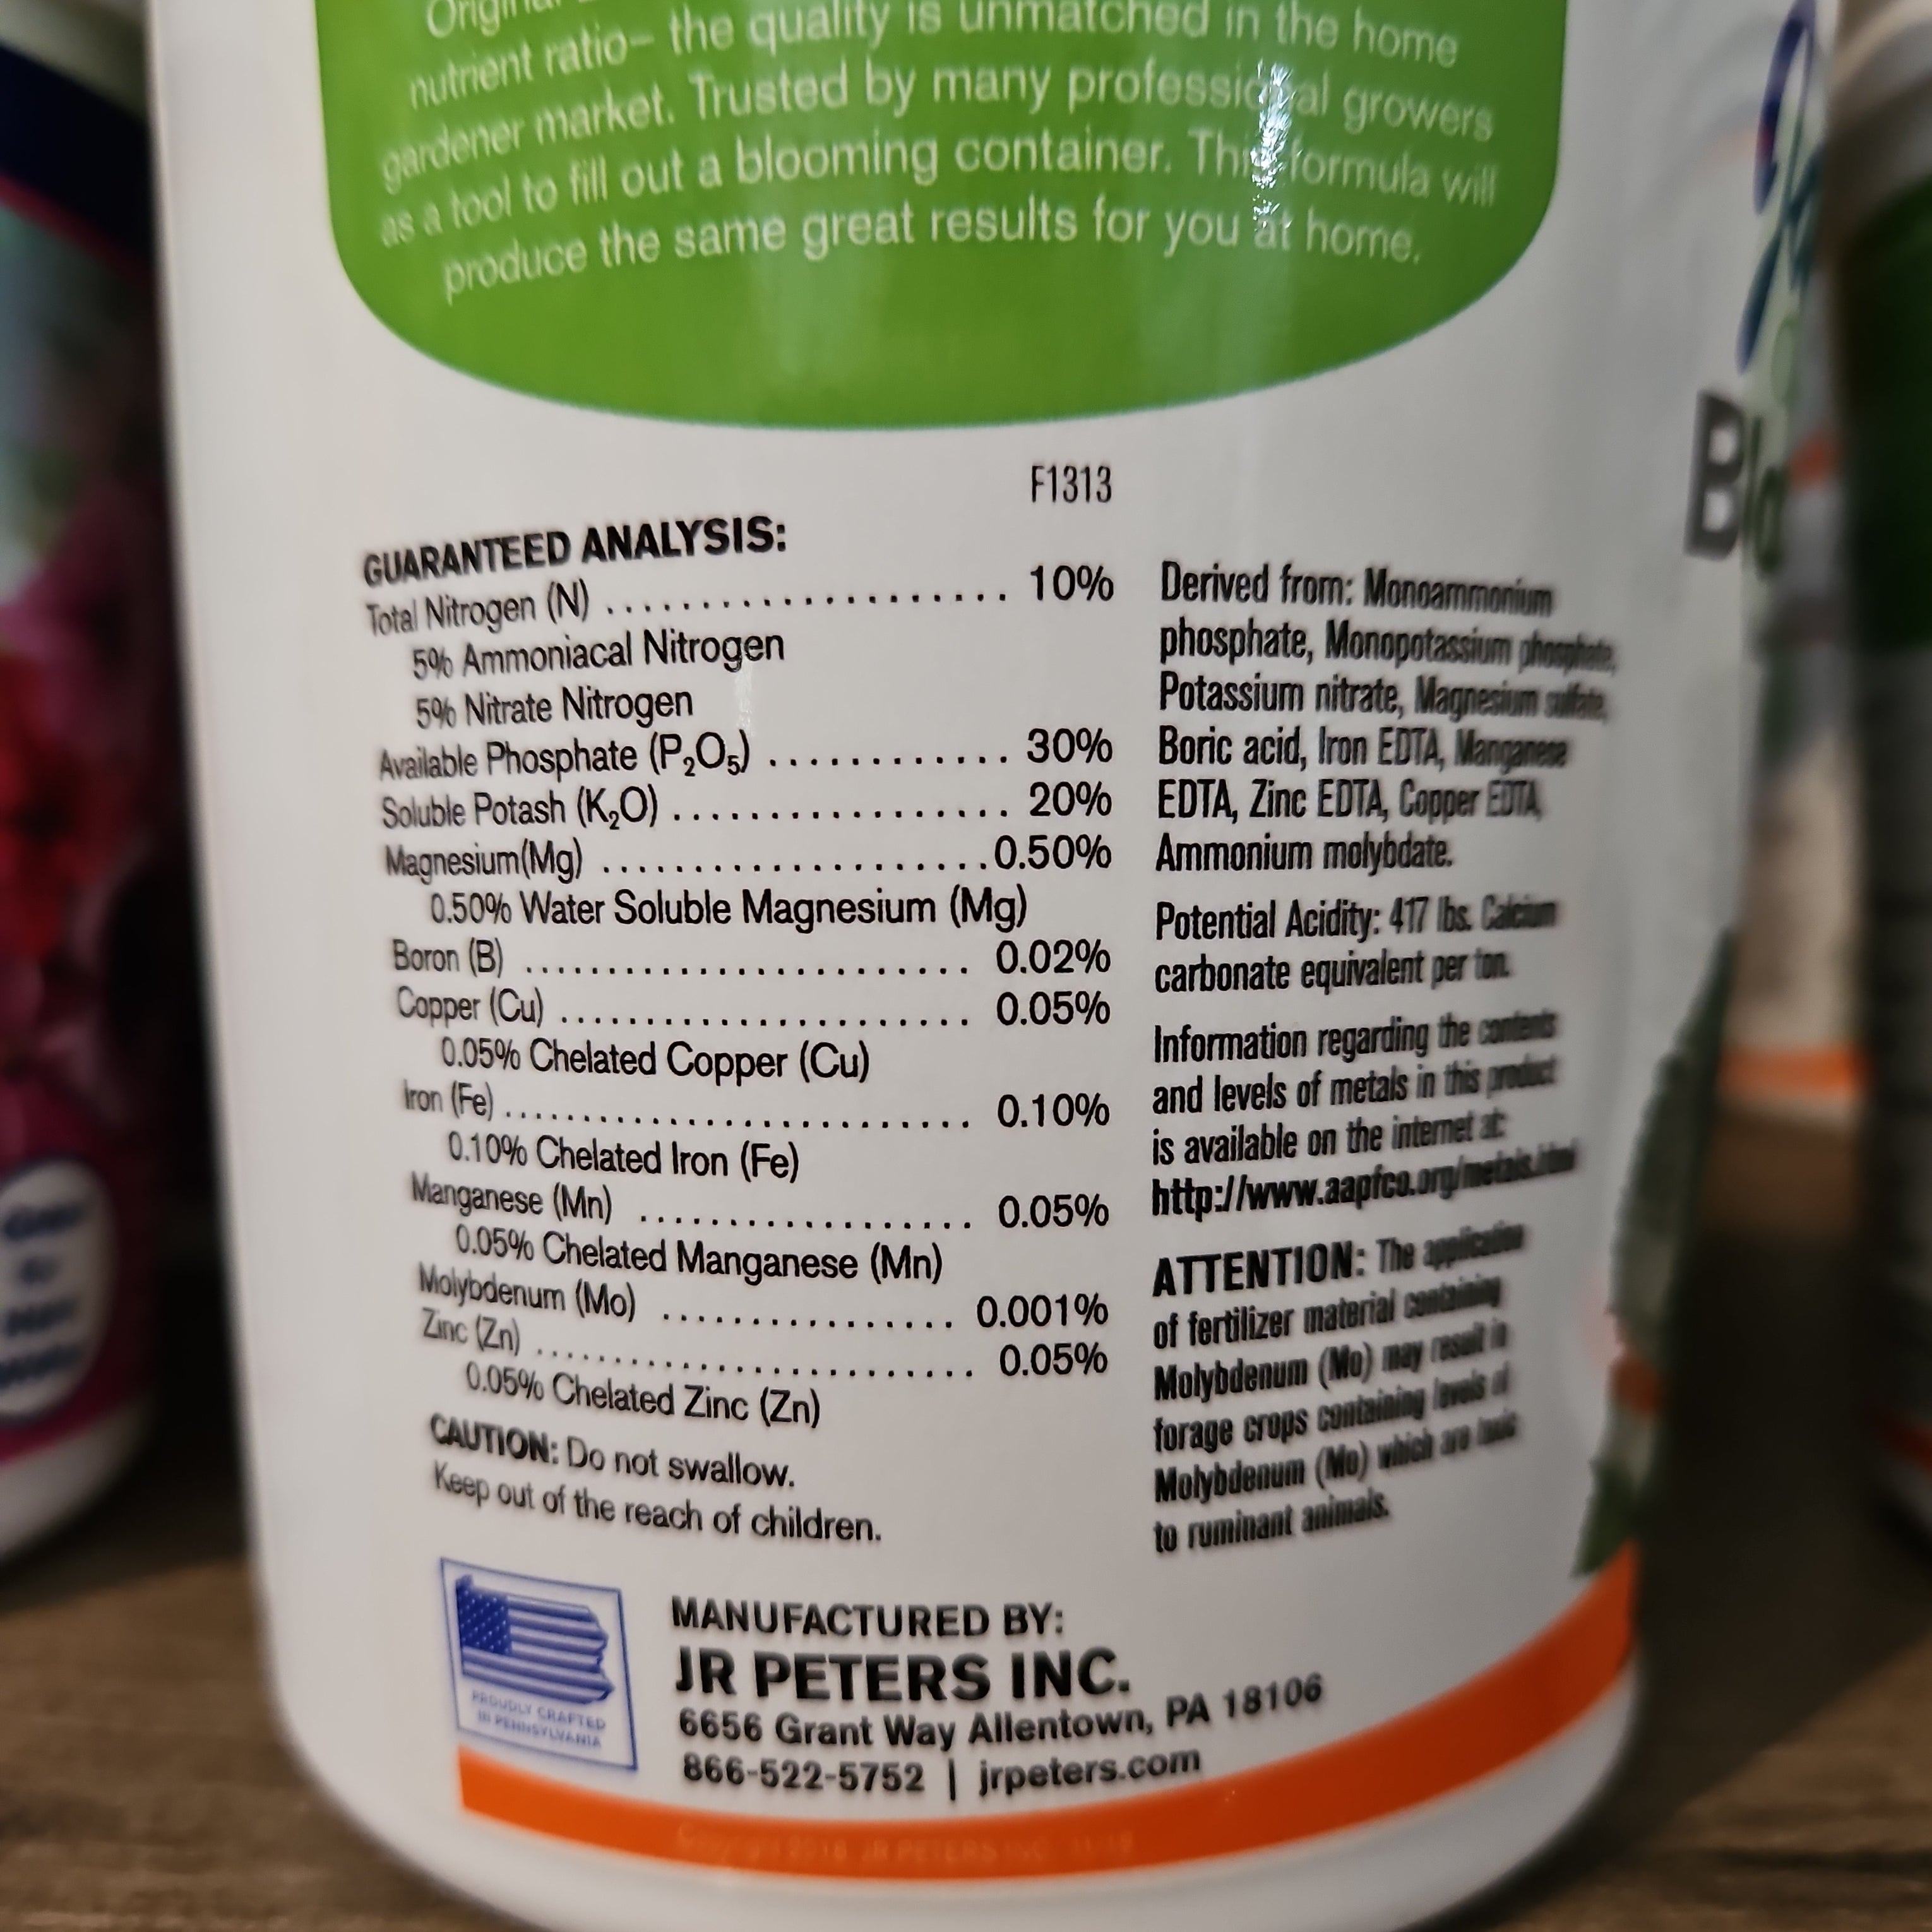 Original
nutrient ratio– the quality is unmatched in the home
gardener market. Trusted by many professional growers
as a tool to fill out a blooming container. This formula will
produce the same great results for you at home.
F1313
GUARANTEED ANALYSIS:
Total Nitrogen (N) .................... 10%
5% Ammoniacal Nitrogen
5% Nitrate Nitrogen
Available Phosphate (P₂O₅) ............. 30%
Soluble Potash (K₂O) .................. 20%
Magnesium(Mg) .....................0.50%
0.50% Water Soluble Magnesium (Mg)
Boron (B) ........................ 0.02%
Copper (Cu) ...................... 0.05%
0.05% Chelated Copper (Cu)
Iron (Fe) ......................... 0.10%
0.10% Chelated Iron (Fe)
Manganese (Mn) .................. 0.05%
0.05% Chelated Manganese (Mn)
Molybdenum (Mo) ................ 0.001%
Zinc (Zn) ........................ 0.05%
0.05% Chelated Zinc (Zn)
CAUTION: Do not swallow.
Keep out of the reach of children.
Derived from: Monoammonium
phosphate, Monopotassium phosphate,
Potassium nitrate, Magnesium sulfate,
Boric acid, Iron EDTA, Manganese
EDTA, Zinc EDTA, Copper EDTA,
Ammonium molybdate.
Potential Acidity: 417 lbs. Calcium
carbonate equivalent per ton.
Information regarding the contents
and levels of metals in this product
is available on the internet at:
http://www.aapfco.org/metals.html
ATTENTION: The application
of fertilizer material containing
Molybdenum (Mo) may result in
forage crops containing levels of
Molybdenum (Mo) which are toxic
to ruminant animals.
PROUDLY CRAFTED
IN PENNSYLVANIA
MANUFACTURED BY:
JR PETERS INC.
6656 Grant Way Allentown, PA 18106
866-522-5752 | jrpeters.com
JR PETERS INC.